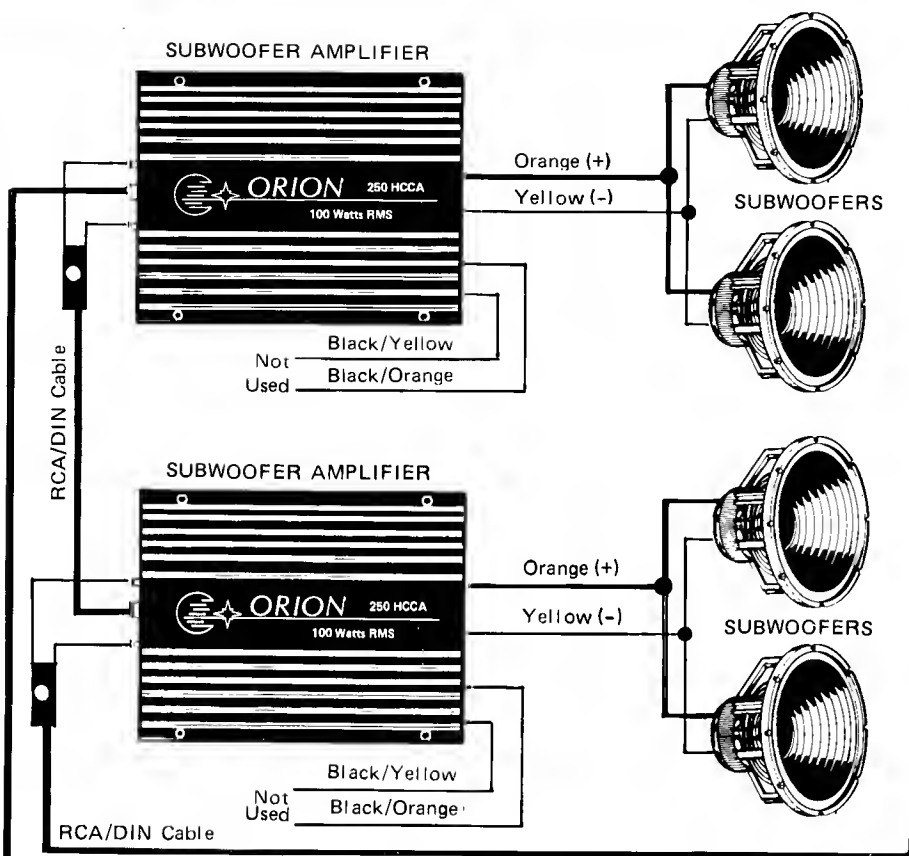 SUBWOOFER AMPLIFIER
ORION 250 HCCA
100 Watts RMS
Orange (+)
Yellow (-)
SUBWOOFERS
Black/Yellow
Not
Used
Black/Orange
RCA/DIN Cable
SUBWOOFER AMPLIFIER
ORION 250 HCCA
100 Watts RMS
Orange (+)
Yellow (-)
SUBWOOFERS
Black/Yellow
Not
Used
Black/Orange
RCA/DIN Cable